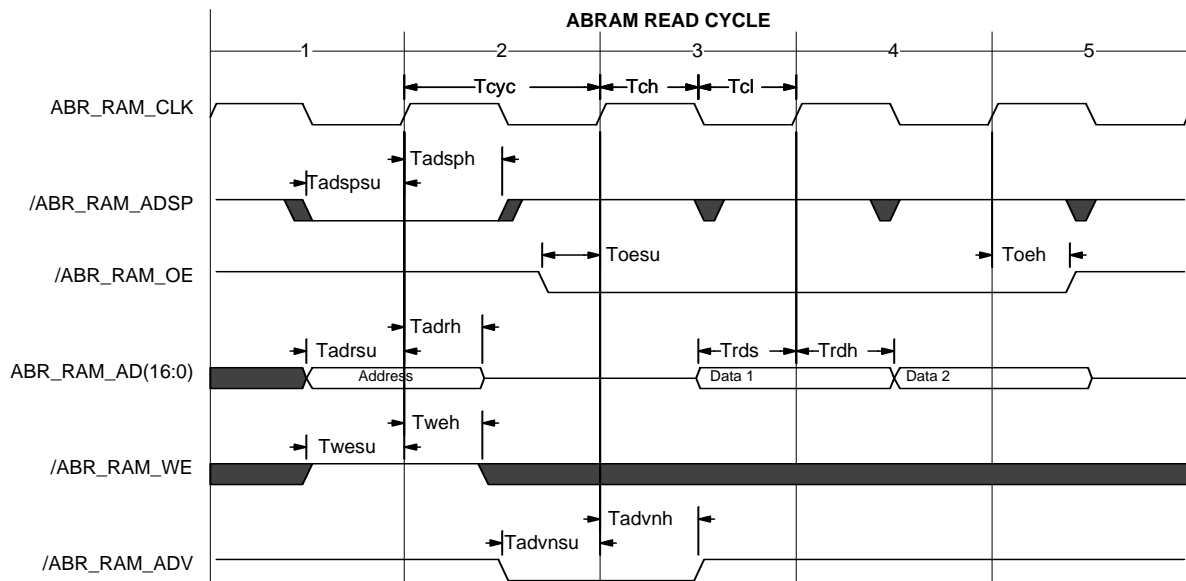 ABRAM READ CYCLE
1 2 3 4 5
Tcyc Tch Tcl
ABR_RAM_CLK
Tadsph
Tadspsu
/ABR_RAM_ADSP
Toesu Toeh
/ABR_RAM_OE
Tadrh
Tadrsu Trds Trdh
ABR_RAM_AD(16:0) Address Data 1 Data 2
Tweh
Twesu
/ABR_RAM_WE
Tadvnh
Tadvnsu
/ABR_RAM_ADV